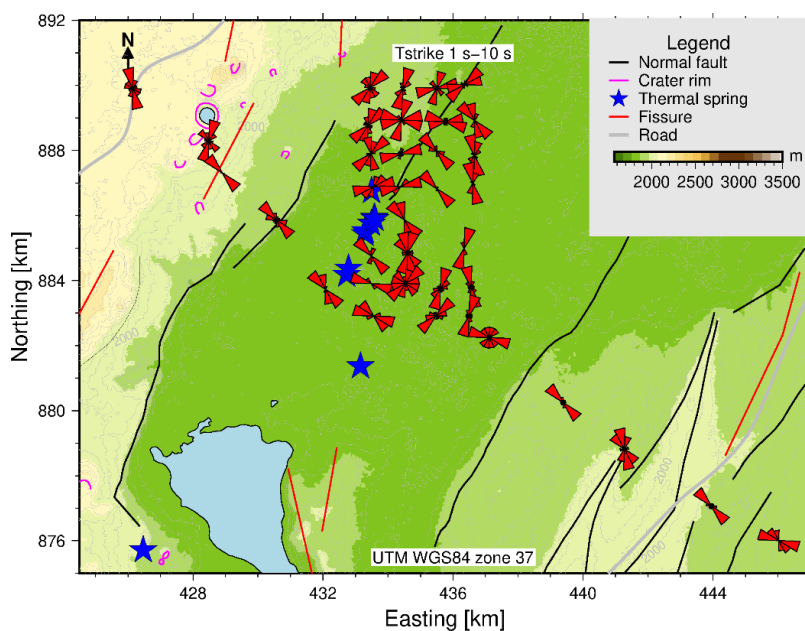 892
888
884
880
876
Northing [km]
428
432
436
440
444
Easting [km]
N
Tstrike 1 s−10 s
UTM WGS84 zone 37
2000
2000
2000
2000
Legend
Normal fault
Crater rim
Thermal spring
Fissure
Road
m
2000 2500 3000 3500